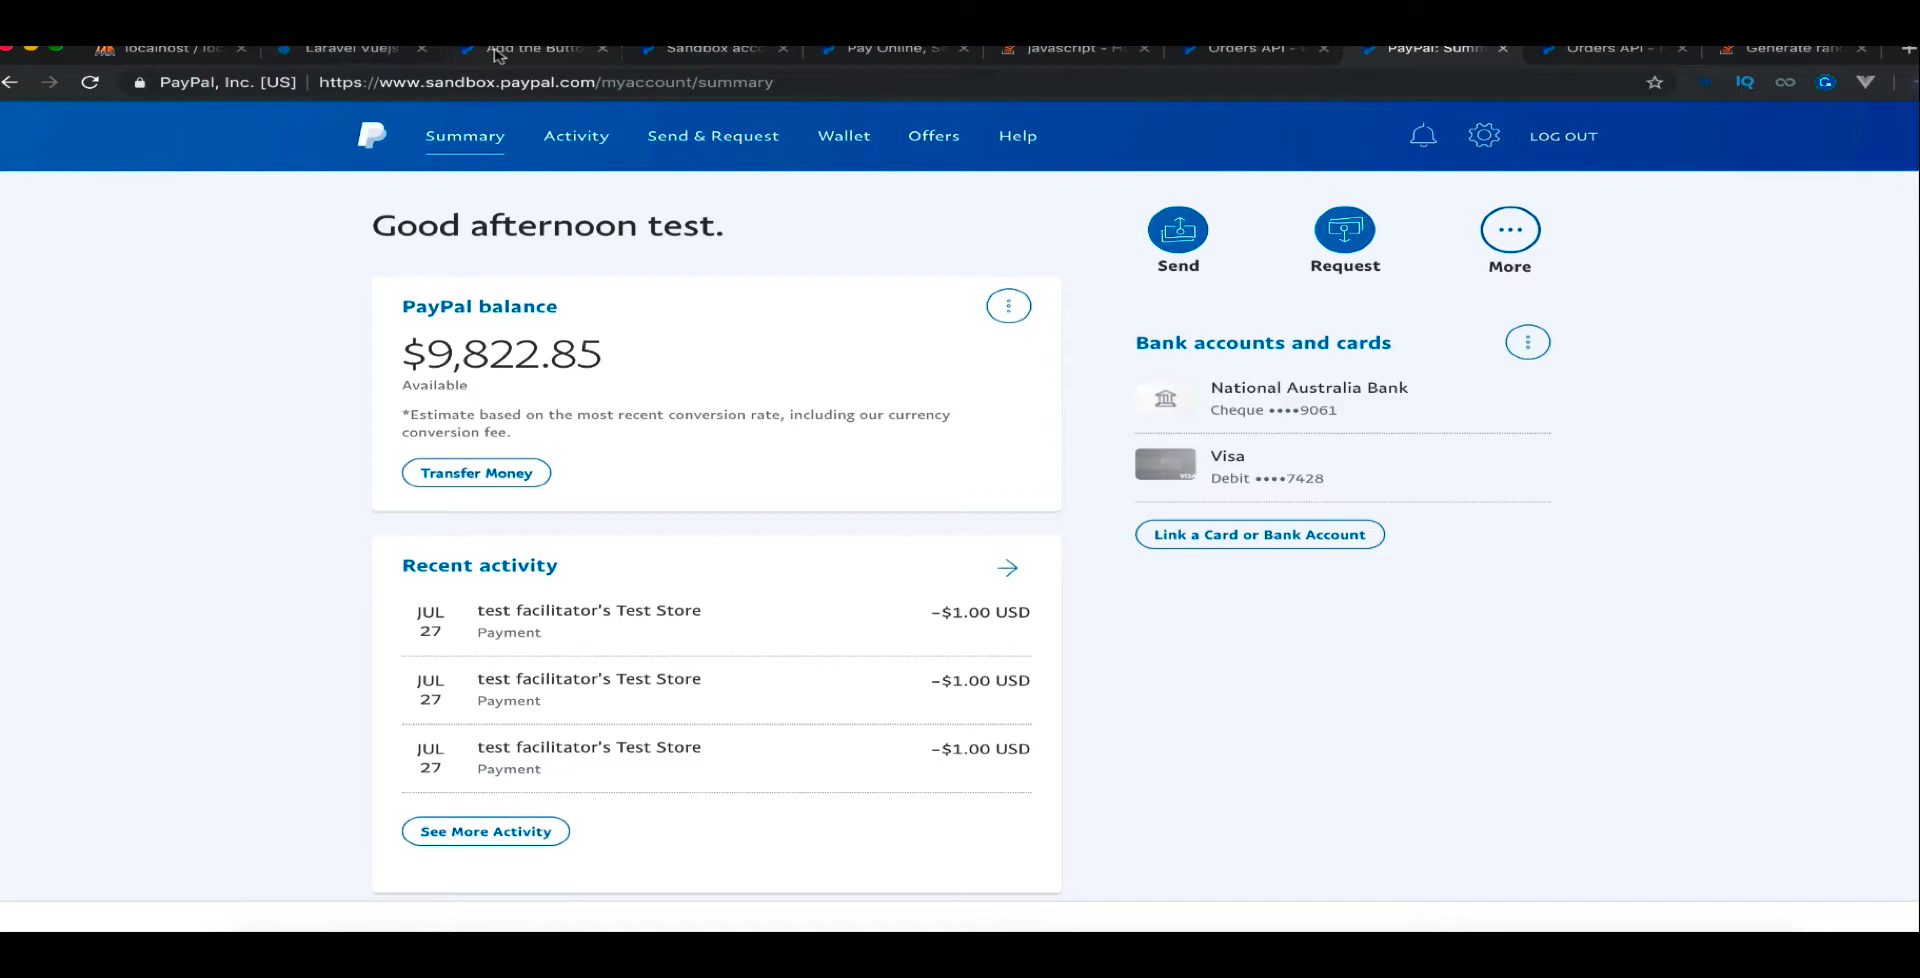 localhost / loc
Laravel Vuejs
Add the Butto
Sandbox acc
Pay Online, S
javascript - H
Orders API -
PayPal: Sum
Orders API -
Generate ran
PayPal, Inc. [US]
https://www.sandbox.paypal.com/myaccount/summary
IQ
Summary
Activity
Send & Request
Wallet
Offers
Help
LOG OUT
Good afternoon test.
Send
Request
More
PayPal balance
$9,822.85
Available
*Estimate based on the most recent conversion rate, including our currency
conversion fee.
Transfer Money
Bank accounts and cards
National Australia Bank
Cheque ••••9061
VISA
Visa
Debit ••••7428
Link a Card or Bank Account
Recent activity
JUL
27
test facilitator's Test Store
Payment
-$1.00 USD
JUL
27
test facilitator's Test Store
Payment
-$1.00 USD
JUL
27
test facilitator's Test Store
Payment
-$1.00 USD
See More Activity